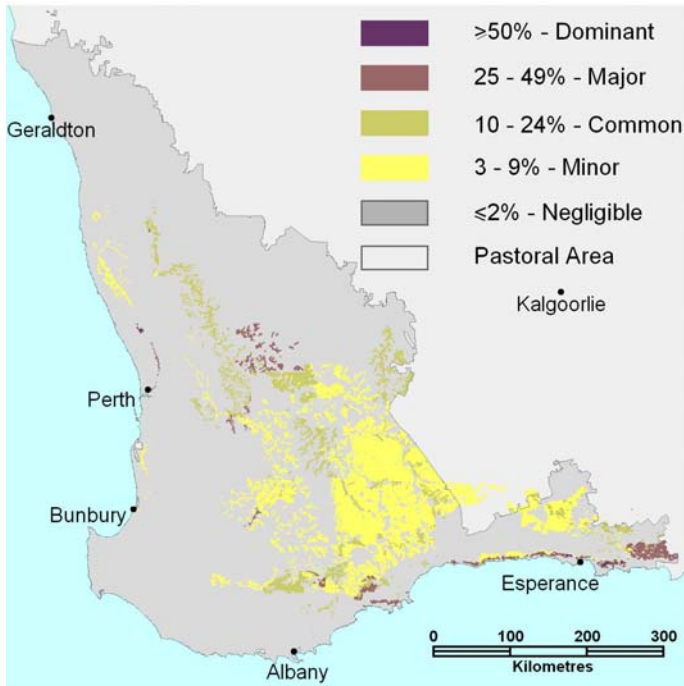 ≥50% - Dominant
25 - 49% - Major
10 - 24% - Common
3 - 9% - Minor
≤2% - Negligible
Pastoral Area
Geraldton
Kalgoorlie
Perth
Bunbury
Esperance
Albany
0 100 200 300
Kilometres